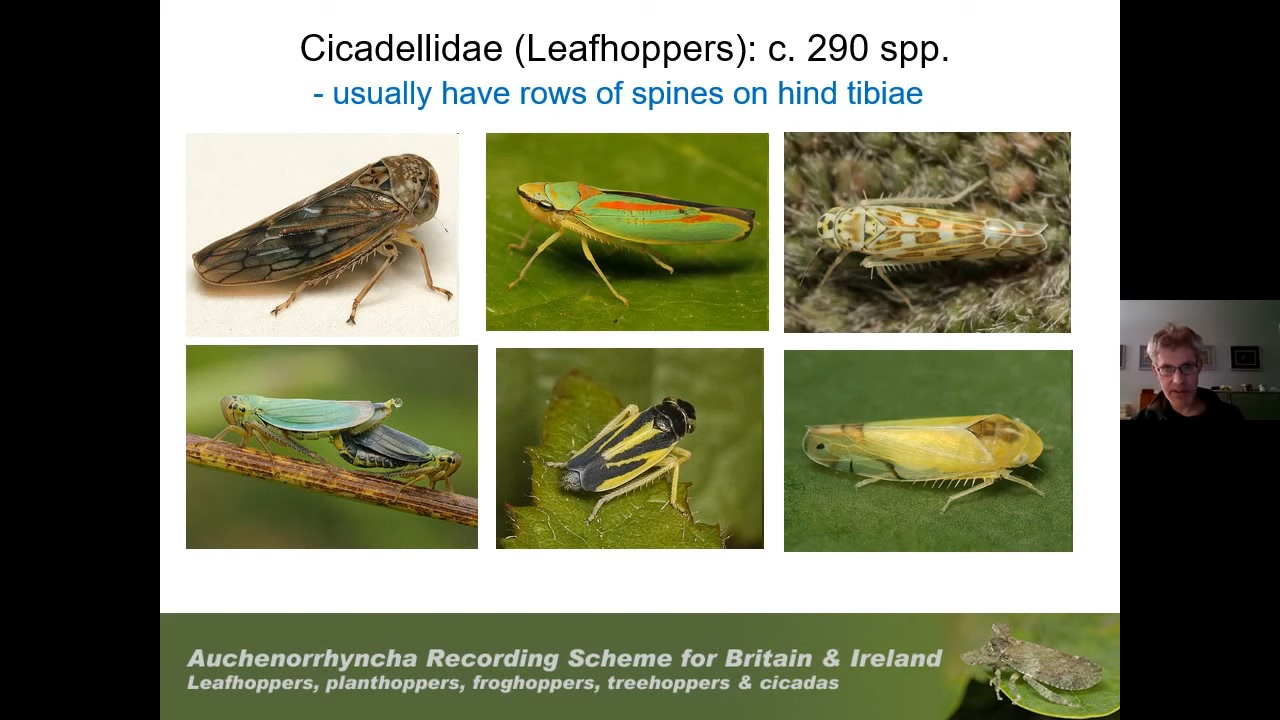 Cicadellidae (Leafhoppers): c. 290 spp.
- usually have rows of spines on hind tibiae
Auchenorrhyncha Recording Scheme for Britain & Ireland
Leafhoppers, planthoppers, froghoppers, treehoppers & cicadas